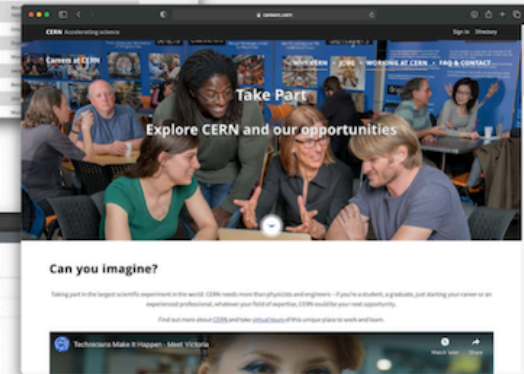 careers.cern
CERN Accelerating science
Sign in Directory
Careers at CERN
WHY CERN JOBS WORKING AT CERN FAQ & CONTACT
Take Part
Explore CERN and our opportunities
Can you imagine?
Taking part in the largest scientific experiment in the world. CERN needs more than physicists and engineers – if you're a student, a graduate, just starting your career or an
experienced professional, whatever your field of expertise, CERN could be your next opportunity.
Find out more about CERN and take virtual tours of this unique place to work and learn.
Technicians Make It Happen - Meet Victoria
Watch later Share